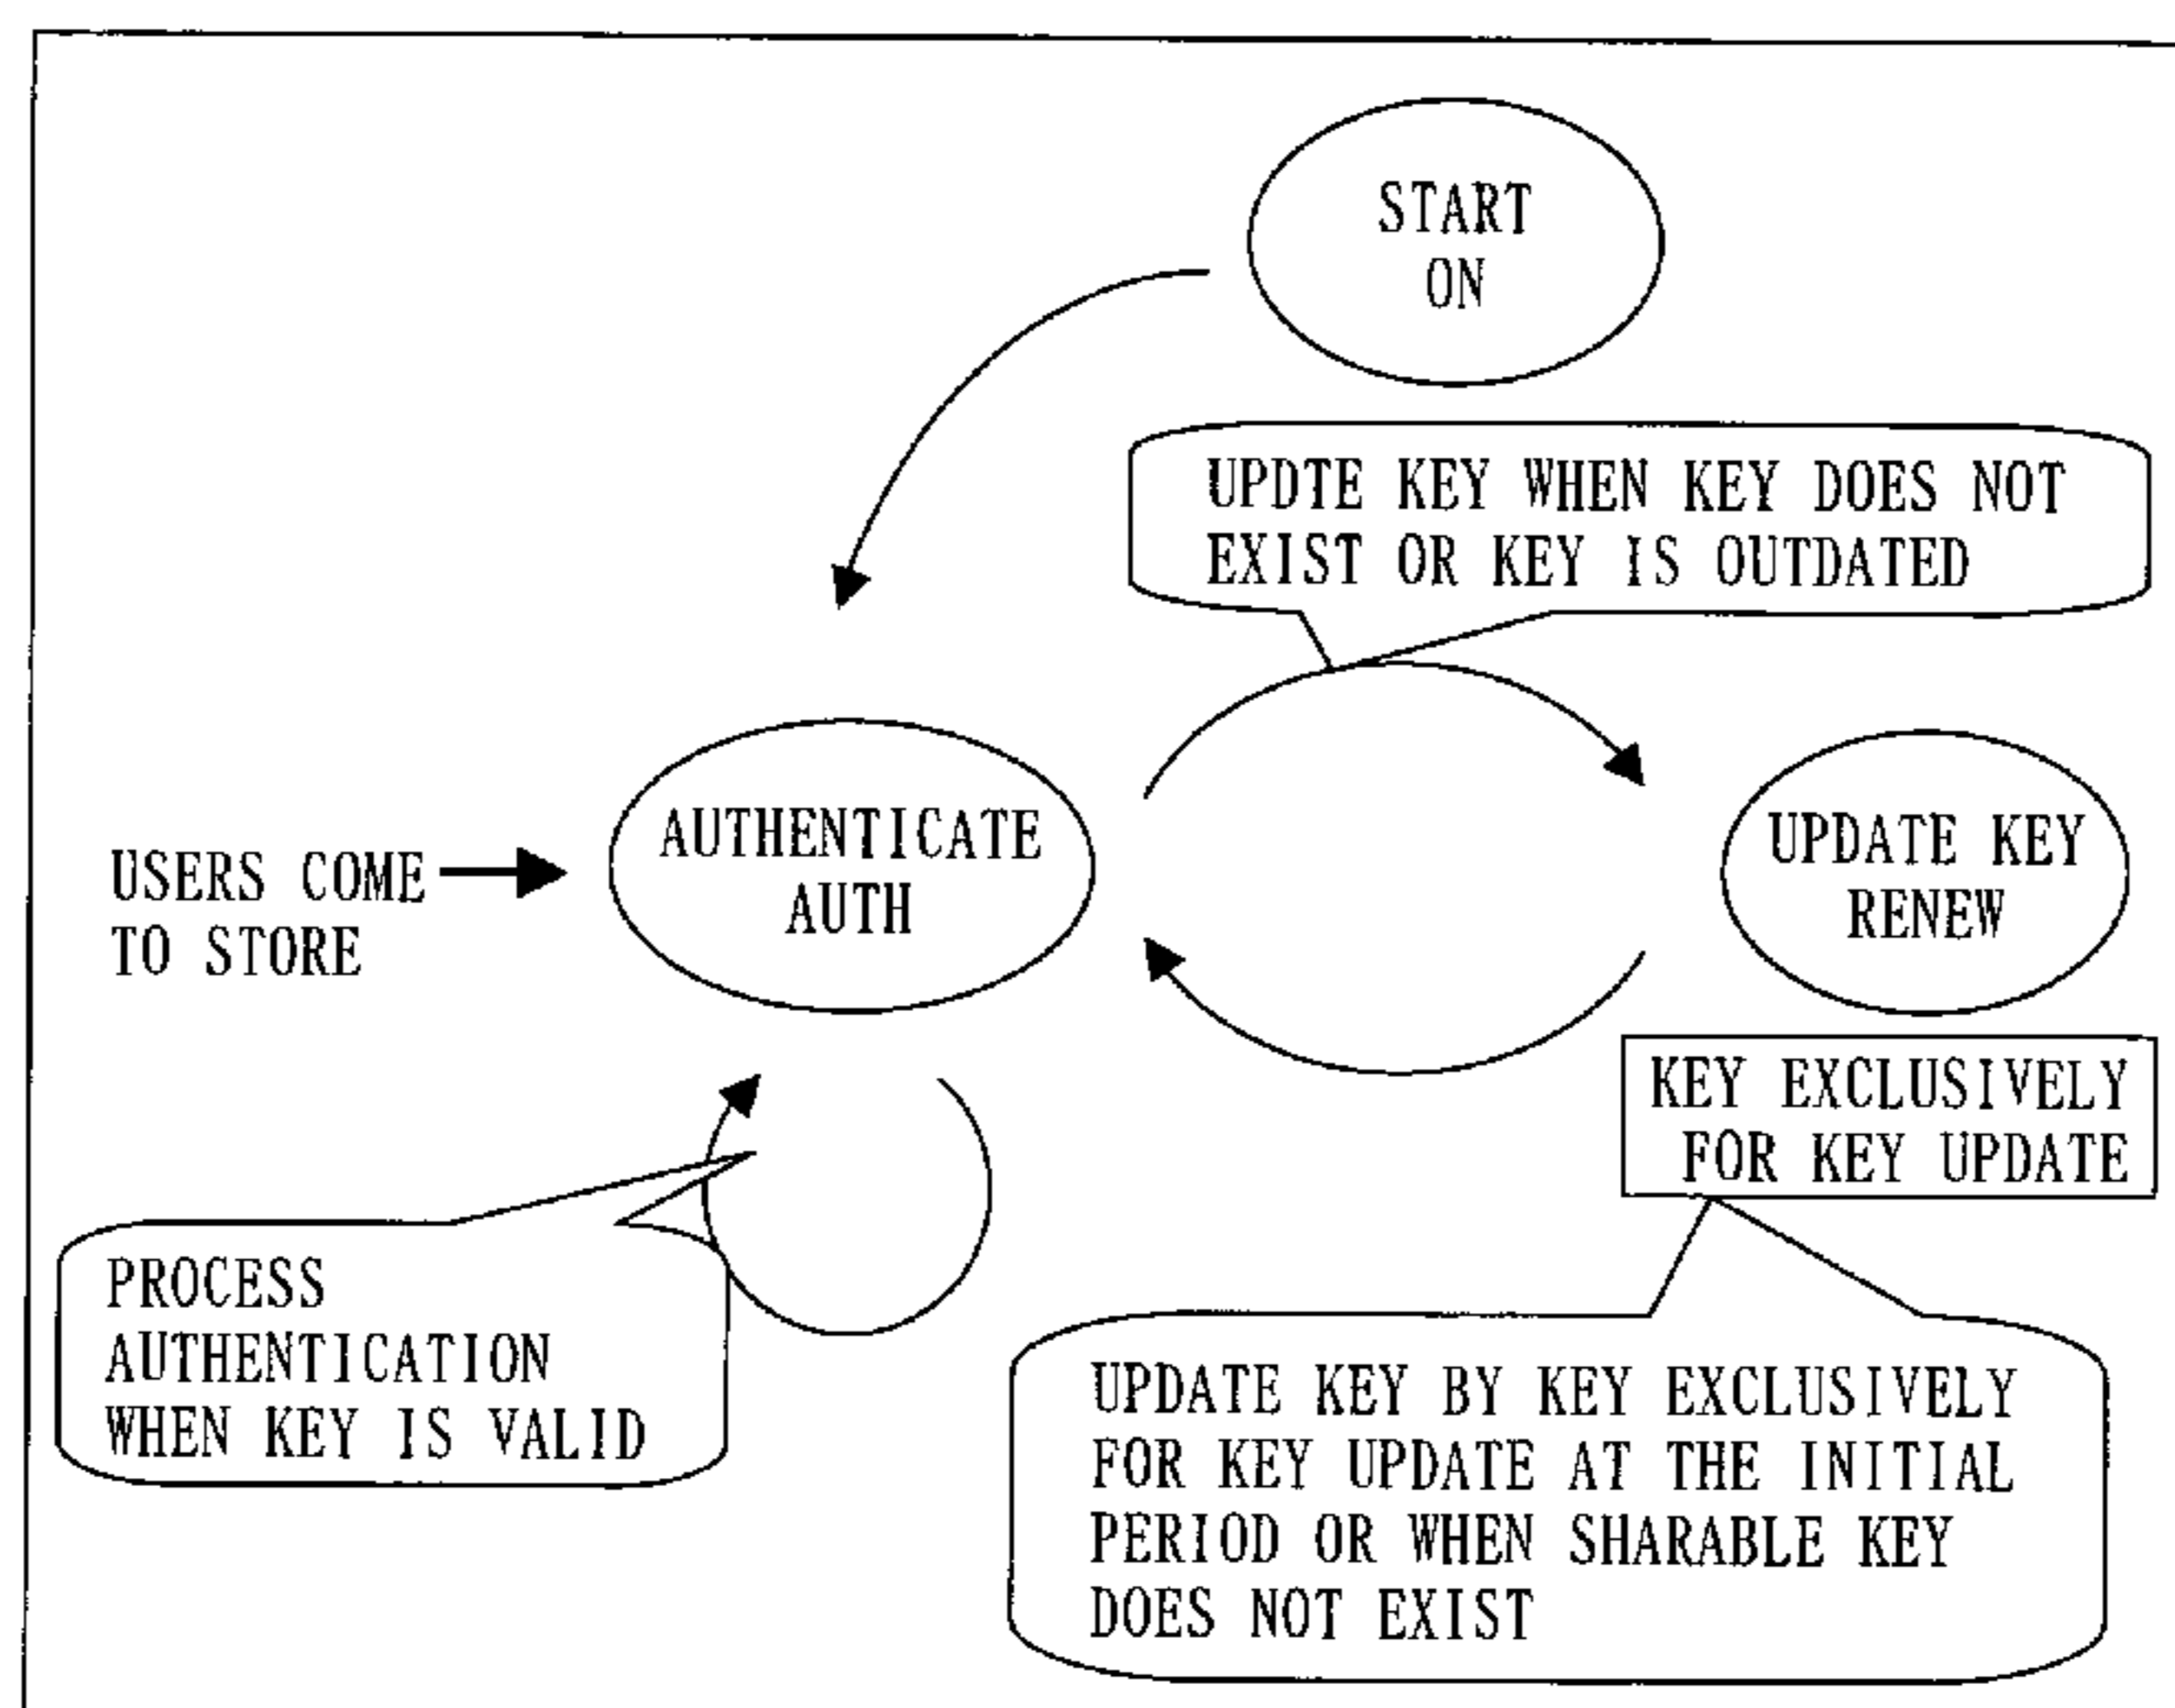 START
ON
UPDTE KEY WHEN KEY DOES NOT
EXIST OR KEY IS OUTDATED
AUTHENTICATE
AUTH
USERS COME
TO STORE
UPDATE KEY
RENEW
KEY EXCLUSIVELY
FOR KEY UPDATE
PROCESS
AUTHENTICATION
WHEN KEY IS VALID
UPDATE KEY BY KEY EXCLUSIVELY
FOR KEY UPDATE AT THE INITIAL
PERIOD OR WHEN SHARABLE KEY
DOES NOT EXIST